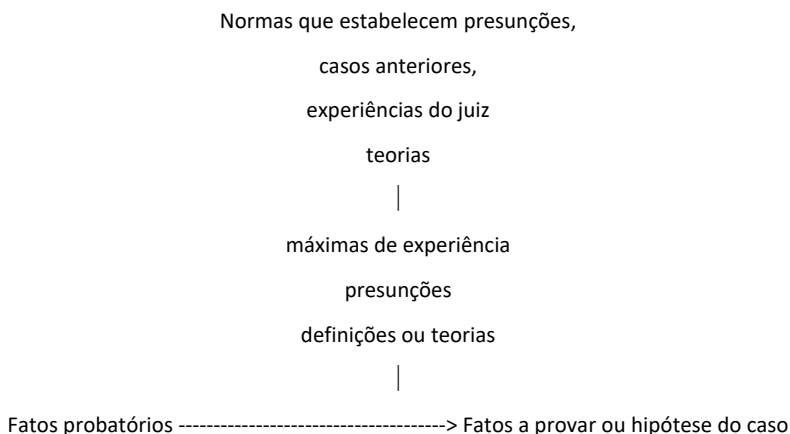 Normas que estabelecem presunções,
casos anteriores,
experiências do juiz
teorias
máximas de experiência
presunções
definições ou teorias
Fatos probatórios --------------------------------------> Fatos a provar ou hipótese do caso